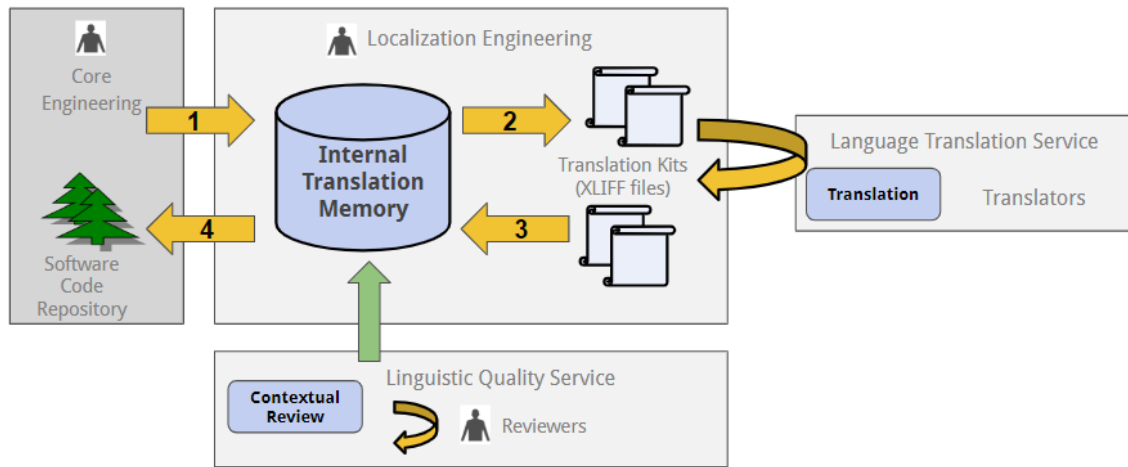 Core
Engineering
Software
Code
Repository
Localization Engineering
1
2
3
4
Internal
Translation
Memory
Translation Kits
(XLIFF files)
Language Translation Service
Translation
Translators
Linguistic Quality Service
Contextual
Review
Reviewers